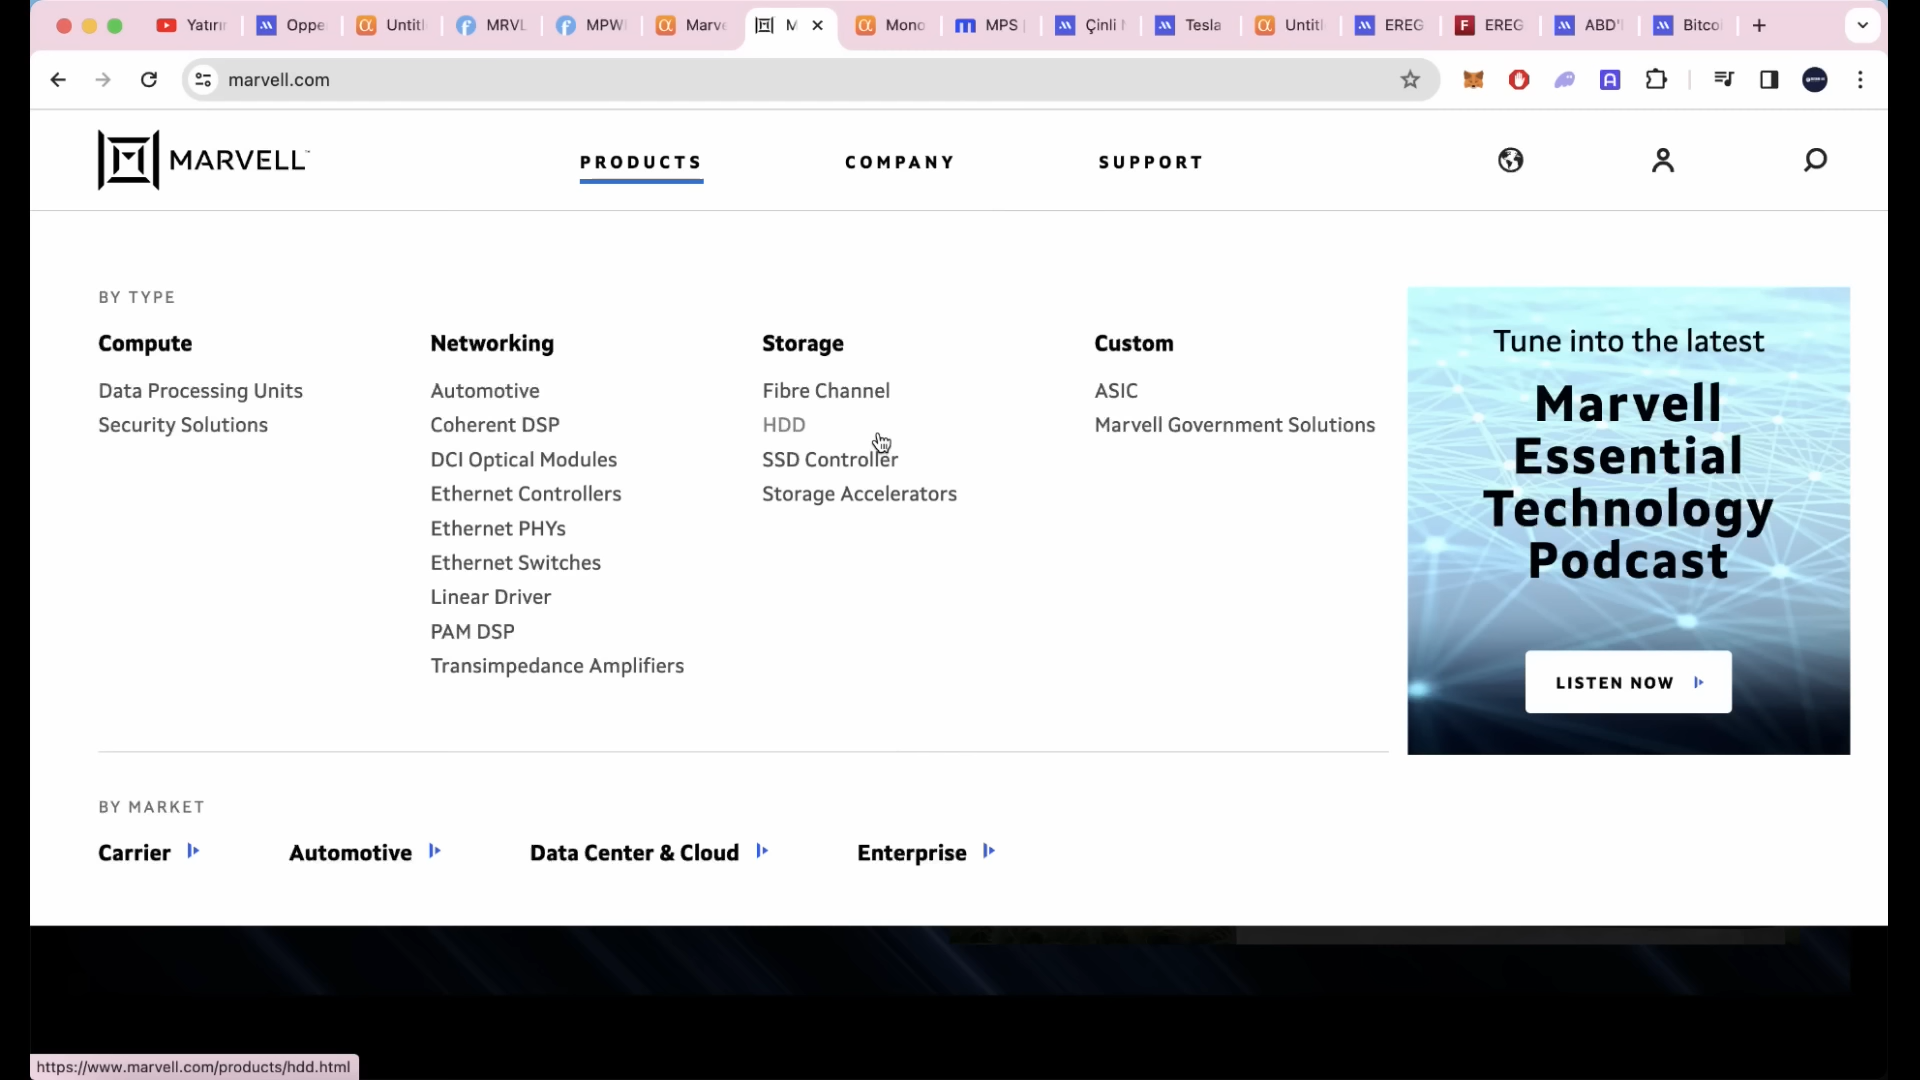 Yatırır
Oppe
Untitl
MRVL
MPW
Marve
M
Mono
MPS
Çinli
Tesla
Untitl
EREG
EREG
ABD'
Bitco
marvell.com
MARVELL
PRODUCTS
COMPANY
SUPPORT
BY TYPE
Compute
Data Processing Units
Security Solutions
Networking
Automotive
Coherent DSP
DCI Optical Modules
Ethernet Controllers
Ethernet PHYs
Ethernet Switches
Linear Driver
PAM DSP
Transimpedance Amplifiers
Storage
Fibre Channel
HDD
SSD Controller
Storage Accelerators
Custom
ASIC
Marvell Government Solutions
Tune into the latest
Marvell
Essential
Technology
Podcast
LISTEN NOW
BY MARKET
Carrier
Automotive
Data Center & Cloud
Enterprise
https://www.marvell.com/products/hdd.html